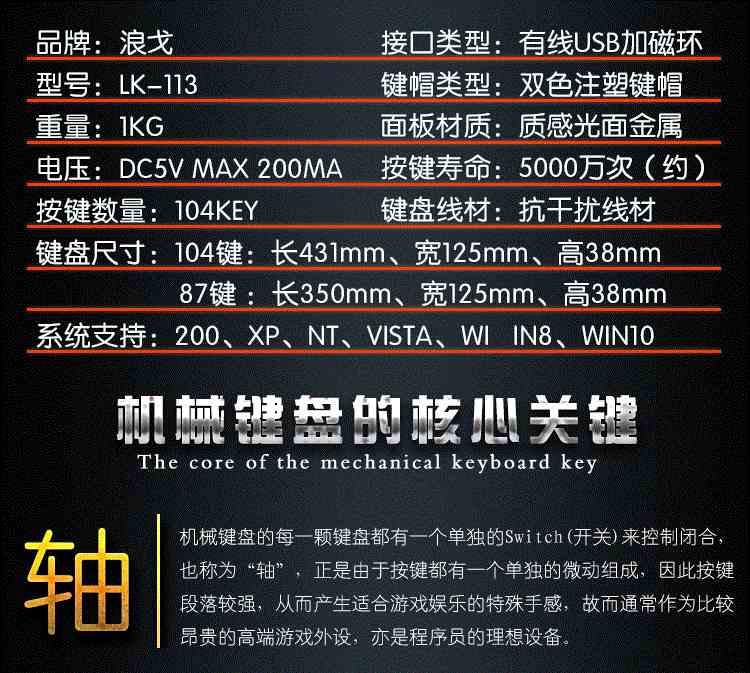 品牌：浪戈 接口类型：有线USB加磁环
型号：LK-113 键帽类型：双色注塑键帽
重量：1KG 面板材质：质感光面金属
电压：DC5V MAX 200MA 按键寿命：5000万次（约）
按键数量：104KEY 键盘线材：抗干扰线材
键盘尺寸：104键：长431mm、宽125mm、高38mm
87键：长350mm、宽125mm、高38mm
系统支持：200、XP、NT、VISTA、WI IN8、WIN10
机械键盘的核心关键
The core of the mechanical keyboard key
轴
机械键盘的每一颗键盘都有一个单独的Switch(开关)来控制闭合，
也称为“轴”，正是由于按键都有一个单独的微动组成，因此按键
段落较强，从而产生适合游戏娱乐的特殊手感，故而通常作为比较
昂贵的高端游戏外设，亦是程序员的理想设备。